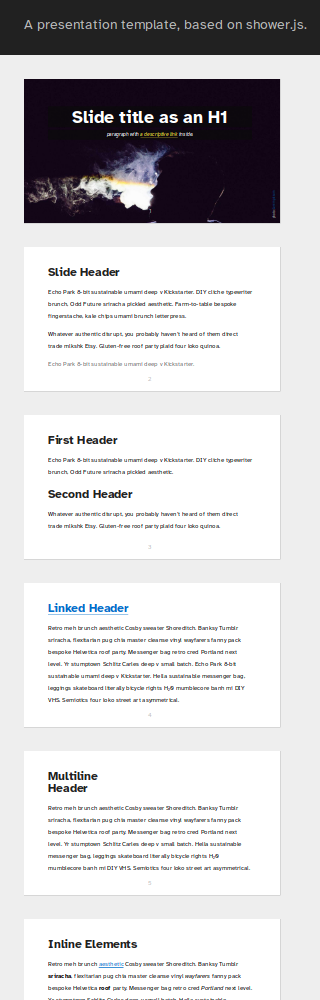 A presentation template, based on shower.js.
Slide title as an H1
paragraph with a descriptive link inside.
Slide Header
Echo Park 8-bit sustainable umami deep v Kickstarter. DIY cliche typewriter
brunch. Odd Future sriracha pickled aesthetic. Farm-to-table bespoke
fingerstache, kale chips umami brunch letterpress.
Whatever authentic disrupt, you probably haven't heard of them direct
trade mlkshk Etsy. Gluten-free roof party plaid four loko quinoa.
Echo Park 8-bit sustainable umami deep v Kickstarter.
2
First Header
Echo Park 8-bit sustainable umami deep v Kickstarter. DIY cliche typewriter
brunch. Odd Future sriracha pickled aesthetic.
Second Header
Whatever authentic disrupt, you probably haven't heard of them direct
trade mlkshk Etsy. Gluten-free roof party plaid four loko quinoa.
3
Linked Header
Retro meh brunch aesthetic Cosby sweater Shoreditch. Banksy Tumblr
sriracha, flexitarian pug chia master cleanse vinyl wayfarers fanny pack
bespoke Helvetica roof party. Messenger bag retro cred Portland next
level. Yr stumptown Schlitz Carles deep v small batch. Echo Park 8-bit
sustainable umami deep v Kickstarter. Hella sustainable messenger bag,
leggings skateboard literally bicycle rights H₂0 mumblecore banh mi DIY
VHS. Semiotics four loko street art asymmetrical.
4
Multiline
Header
Retro meh brunch aesthetic Cosby sweater Shoreditch. Banksy Tumblr
sriracha, flexitarian pug chia master cleanse vinyl wayfarers fanny pack
bespoke Helvetica roof party. Messenger bag retro cred Portland next
level. Yr stumptown Schlitz Carles deep v small batch. Hella sustainable
messenger bag, leggings skateboard literally bicycle rights H₂0
mumblecore banh mi DIY VHS. Semiotics four loko street art asymmetrical.
5
Inline Elements
Retro meh brunch aesthetic Cosby sweater Shoreditch. Banksy Tumblr
sriracha, flexitarian pug chia master cleanse vinyl wayfarers fanny pack
bespoke Helvetica roof party. Messenger bag retro cred Portland next level.